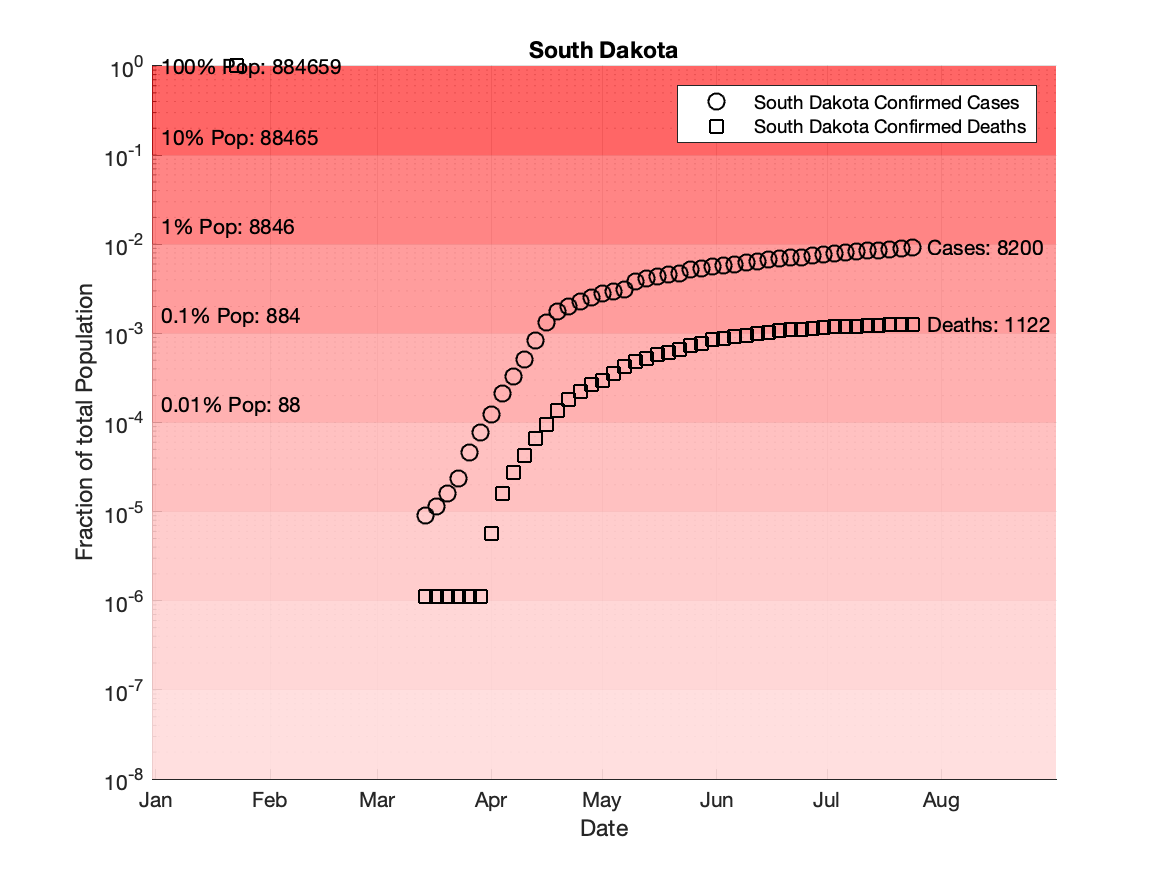 South Dakota
10^0
100% Pop: 884659
South Dakota Confirmed Cases
South Dakota Confirmed Deaths
10% Pop: 88465
10^-1
1% Pop: 8846
10^-2
Cases: 8200
0.1% Pop: 884
10^-3
Deaths: 1122
0.01% Pop: 88
10^-4
10^-5
10^-6
10^-7
10^-8
Fraction of total Population
Jan Feb Mar Apr May Jun Jul Aug
Date